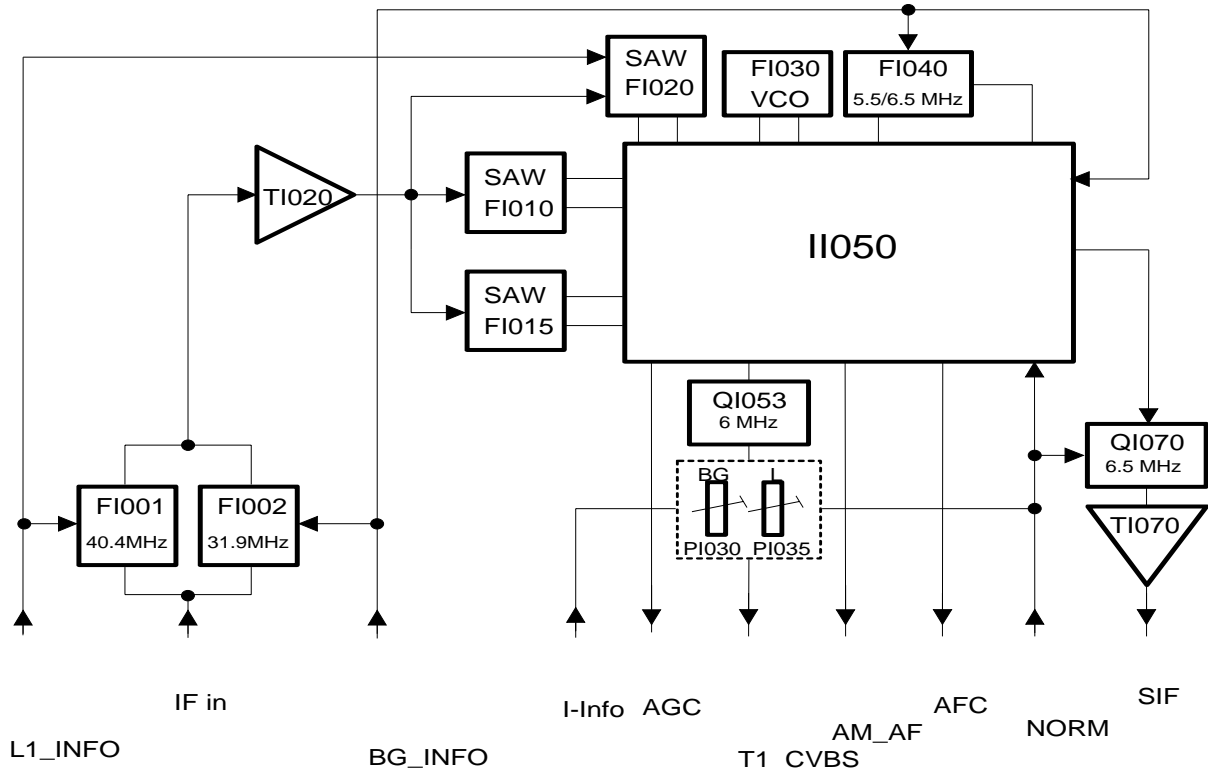 SAW
FI020
FI030
VCO
FI040
5.5/6.5 MHz
TI020
SAW
FI010
II050
SAW
FI015
QI053
6 MHz
QI070
6.5 MHz
BG
L
FI001
40.4MHz
FI002
31.9MHz
PI030
PI035
TI070
IF in
I-Info
AGC
AFC
SIF
AM_AF
NORM
L1_INFO
BG_INFO
T1_CVBS